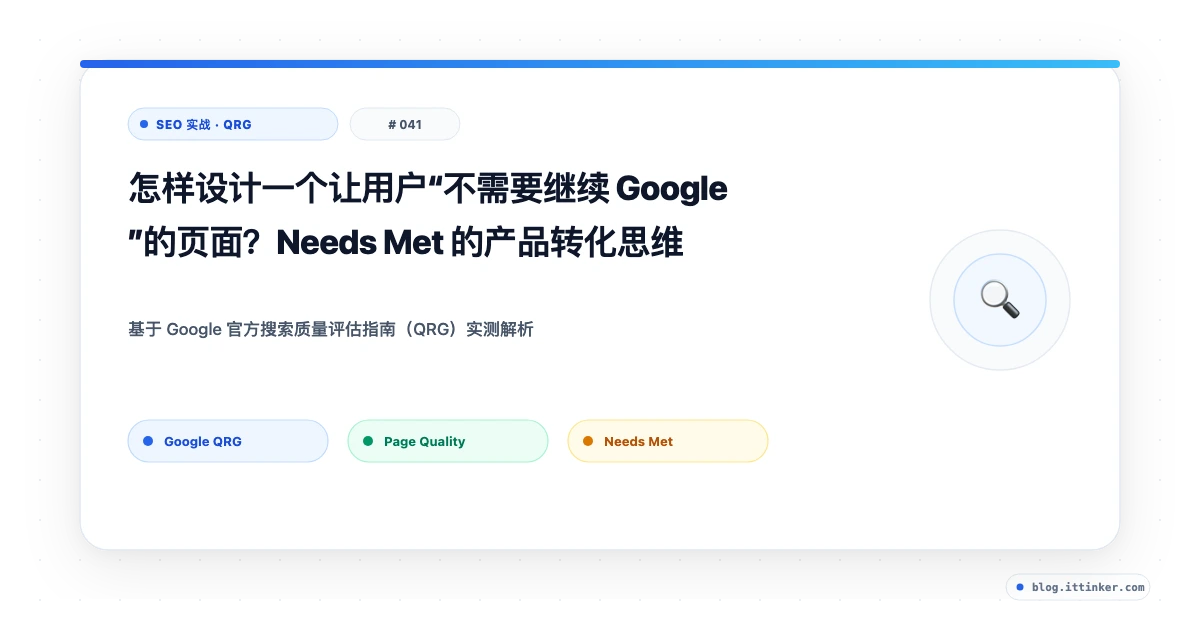 SEO 实战 · QRG
# 041
怎样设计一个让用户“不需要继续 Google
”的页面？Needs Met 的产品转化思维
基于 Google 官方搜索质量评估指南（QRG）实测解析
Google QRG
Page Quality
Needs Met
blog.ittinker.com